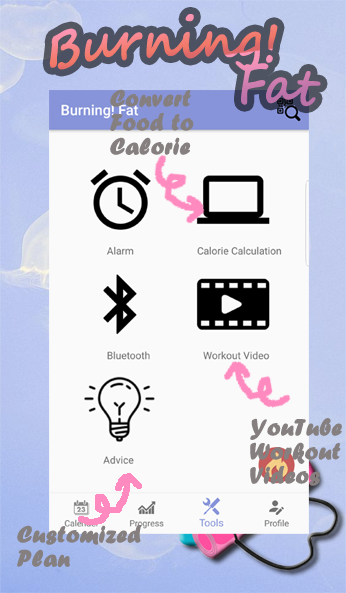 Burning!
Fat
Burning! Fat
Convert
Food to
Calorie
Alarm
Calorie Calculation
Bluetooth
Workout Video
Advice
YouTube
Workout
Videos
23
Calendar
Progress
Tools
Profile
Customized
Plan